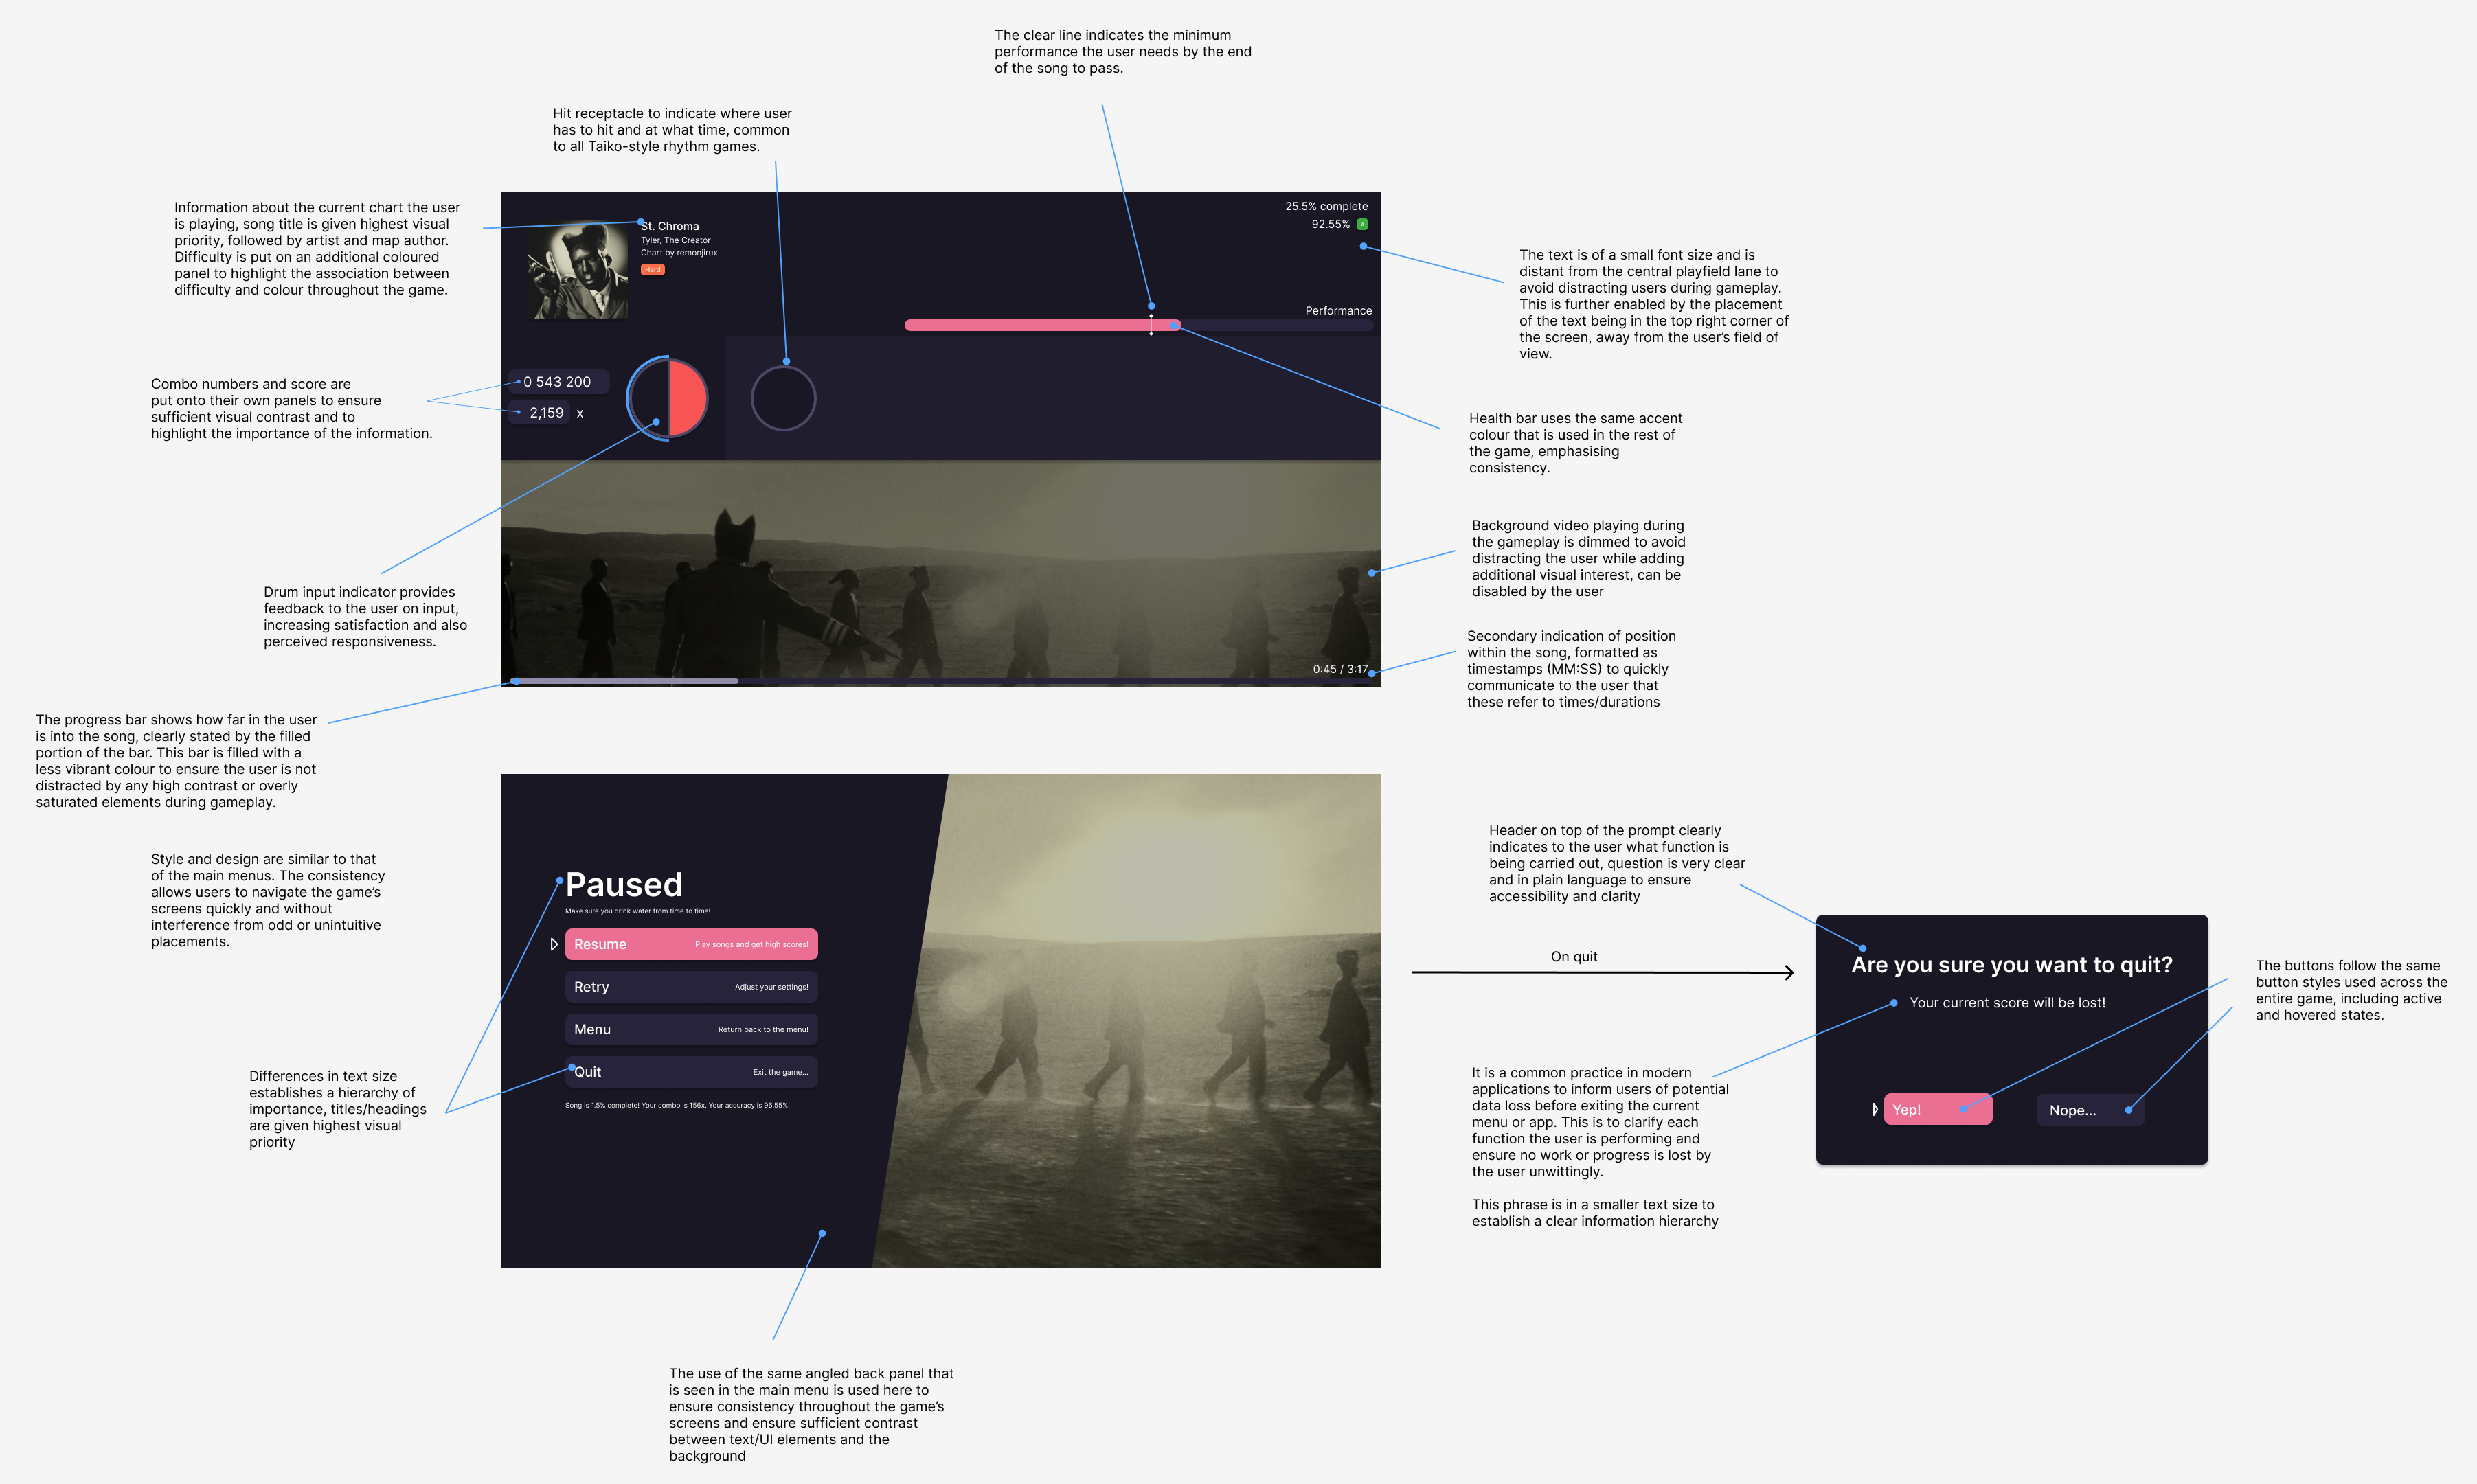 The clear line indicates the minimum
performance the user needs by the end
of the song to pass.
Hit receptacle to indicate where user
has to hit and at what time, common
to all Taiko-style rhythm games.
Information about the current chart the user
is playing, song title is given highest visual
priority, followed by artist and map author.
Difficulty is put on an additional coloured
panel to highlight the association between
difficulty and colour throughout the game.
St. Chroma
Tyler, The Creator
Chart by remonjirux
Hard
25.5% complete
92.55% A
The text is of a small font size and is
distant from the central playfield lane to
avoid distracting users during gameplay.
This is further enabled by the placement
of the text being in the top right corner of
the screen, away from the user's field of
view.
Performance
Combo numbers and score are
put onto their own panels to ensure
sufficient visual contrast and to
highlight the importance of the information.
0 543 200
2,159 x
Health bar uses the same accent
colour that is used in the rest of
the game, emphasising
consistency.
Background video playing during
the gameplay is dimmed to avoid
distracting the user while adding
additional visual interest, can be
disabled by the user
Drum input indicator provides
feedback to the user on input,
increasing satisfaction and also
perceived responsiveness.
Secondary indication of position
within the song, formatted as
timestamps (MM:SS) to quickly
communicate to the user that
these refer to times/durations
0:45 / 3:17
The progress bar shows how far in the user
is into the song, clearly stated by the filled
portion of the bar. This bar is filled with a
less vibrant colour to ensure the user is not
distracted by any high contrast or overly
saturated elements during gameplay.
Style and design are similar to that
of the main menus. The consistency
allows users to navigate the game's
screens quickly and without
interference from odd or unintuitive
placements.
Paused
Make sure you drink water from time to time!
Resume Play songs and get high scores!
Retry Adjust your settings!
Menu Return back to the menu!
Quit Exit the game...
Song is 1.5% complete! Your combo is 156x. Your accuracy is 96.55%.
Differences in text size
establishes a hierarchy of
importance, titles/headings
are given highest visual
priority
Header on top of the prompt clearly
indicates to the user what function is
being carried out, question is very clear
and in plain language to ensure
accessibility and clarity
On quit
Are you sure you want to quit?
Your current score will be lost!
Yep!
Nope...
The buttons follow the same
button styles used across the
entire game, including active
and hovered states.
It is a common practice in modern
applications to inform users of potential
data loss before exiting the current
menu or app. This is to clarify each
function the user is performing and
ensure no work or progress is lost by
the user unwittingly.
This phrase is in a smaller text size to
establish a clear information hierarchy
The use of the same angled back panel that
is seen in the main menu is used here to
ensure consistency throughout the game's
screens and ensure sufficient contrast
between text/UI elements and the
background